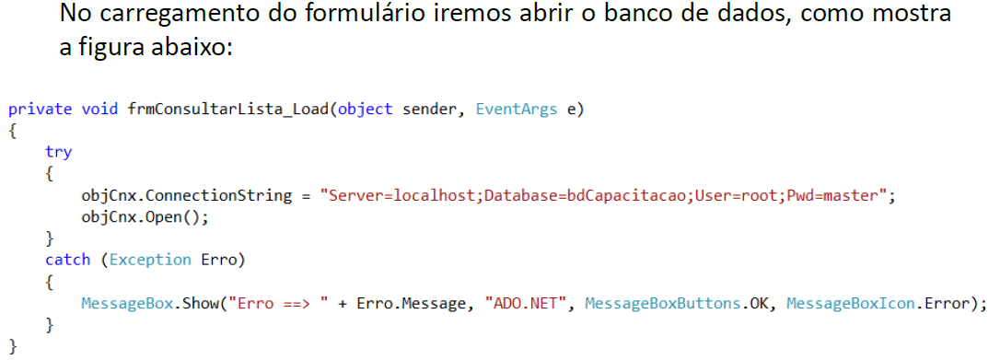 No carregamento do formulário iremos abrir o banco de dados, como mostra
a figura abaixo:
private void frmConsultarLista_Load(object sender, EventArgs e)
{
    try
    {
        objCnx.ConnectionString = "Server=localhost;Database=bdCapacitacao;User=root;Pwd=master";
        objCnx.Open();
    }
    catch (Exception Erro)
    {
        MessageBox.Show("Erro ==> " + Erro.Message, "ADO.NET", MessageBoxButtons.OK, MessageBoxIcon.Error);
    }
}